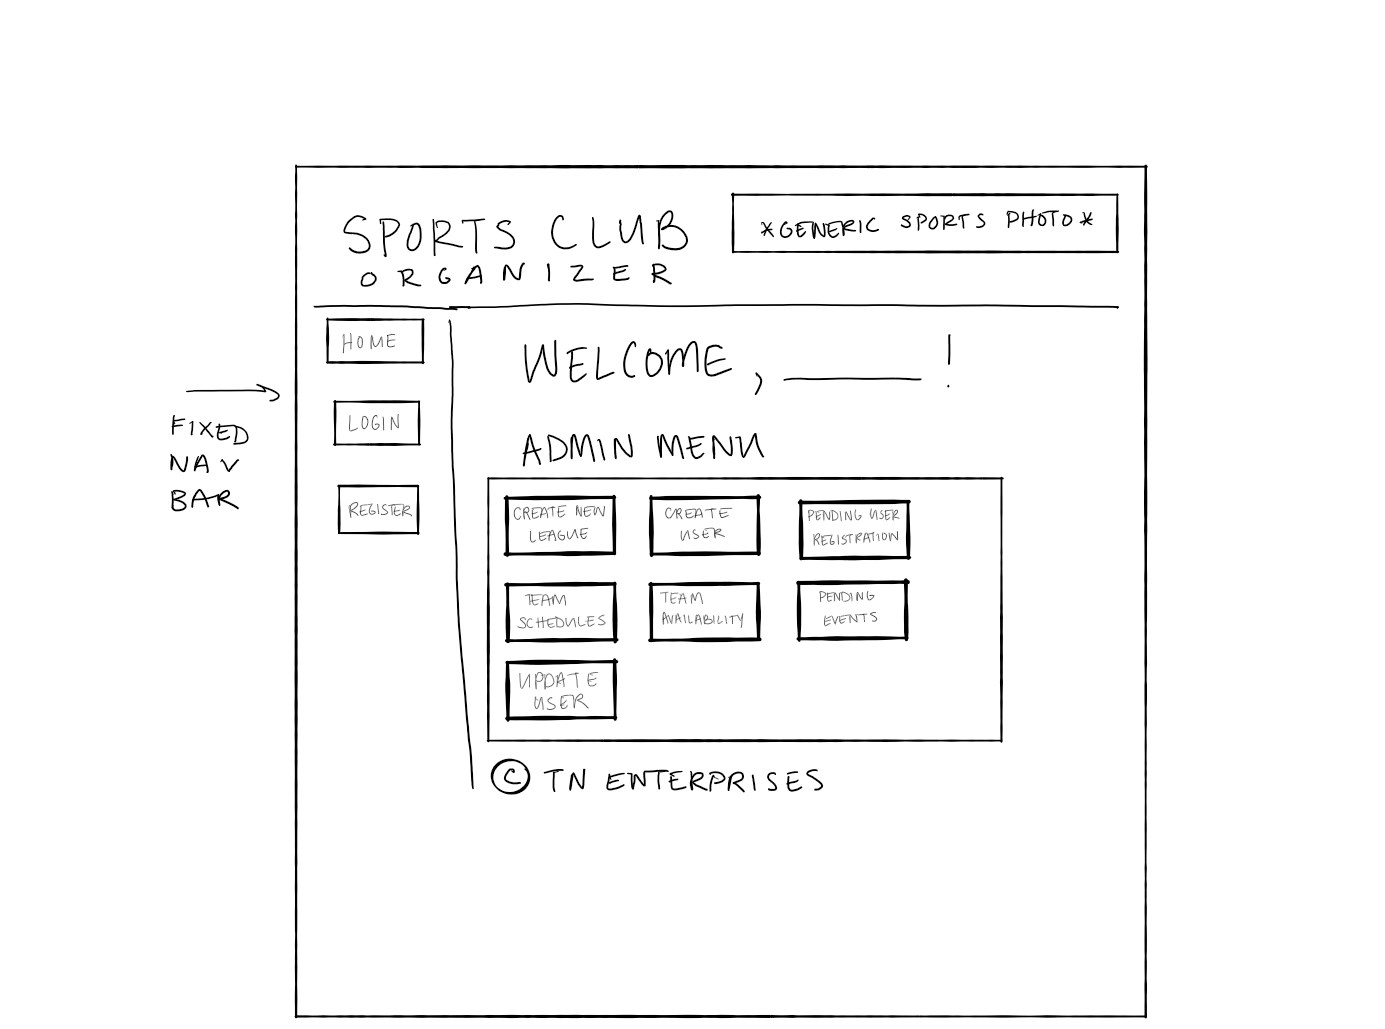 SPORTS CLUB
ORGANIZER
*GENERIC SPORTS PHOTO*
HOME
LOGIN
REGISTER
FIXED
NAV
BAR
WELCOME, ______ !
ADMIN MENU
CREATE NEW
LEAGUE
CREATE
USER
PENDING USER
REGISTRATION
TEAM
SCHEDULES
TEAM
AVAILABILITY
PENDING
EVENTS
UPDATE
USER
© TN ENTERPRISES